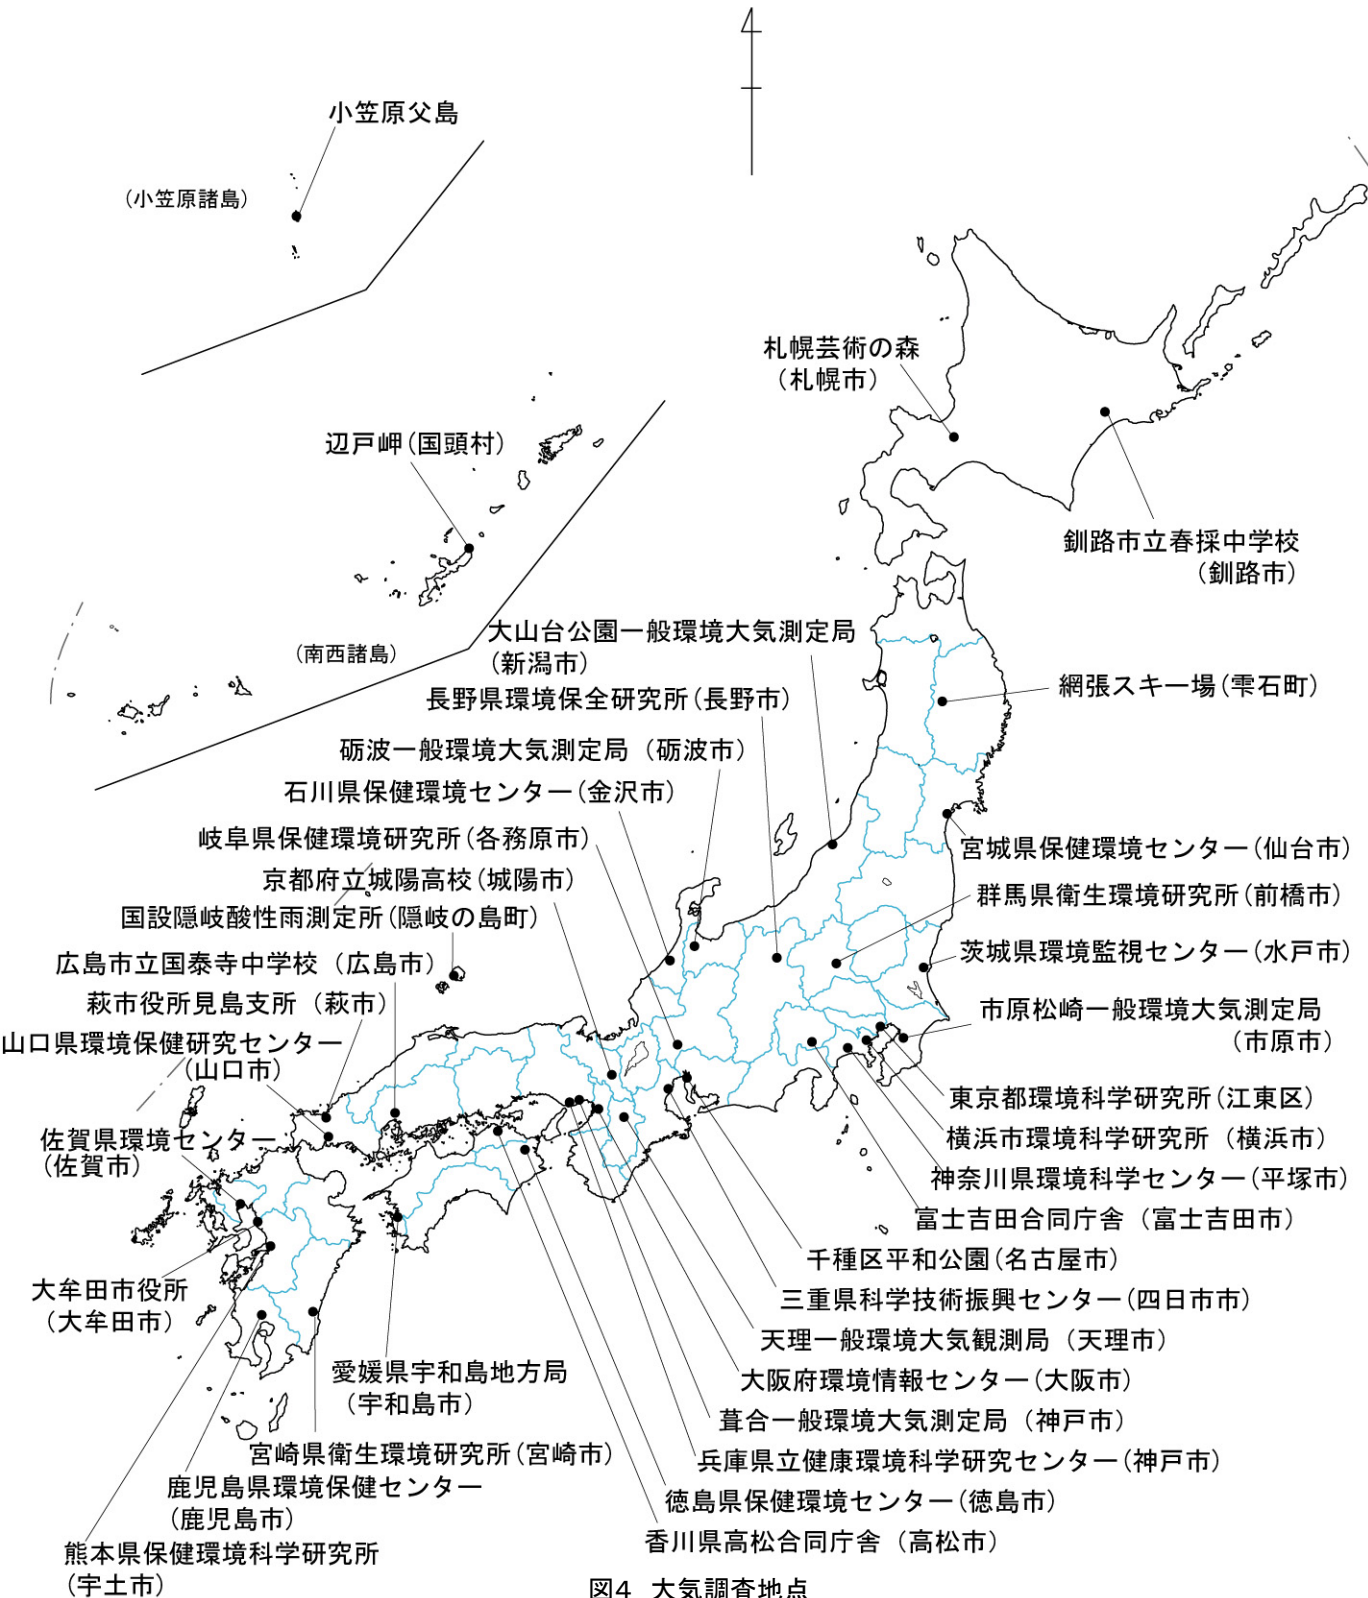 小笠原父島
(小笠原諸島)
札幌芸術の森
(札幌市)
辺戸岬(国頭村)
釧路市立春採中学校
(釧路市)
(南西諸島)
大山台公園一般環境大気測定局
(新潟市)
網張スキー場(雫石町)
長野県環境保全研究所(長野市)
砺波一般環境大気測定局 (砺波市)
石川県保健環境センター(金沢市)
岐阜県保健環境研究所(各務原市)
宮城県保健環境センター(仙台市)
京都府立城陽高校(城陽市)
群馬県衛生環境研究所(前橋市)
国設隠岐酸性雨測定所(隠岐の島町)
茨城県環境監視センター(水戸市)
広島市立国泰寺中学校 (広島市)
萩市役所見島支所 (萩市)
市原松崎一般環境大気測定局
(市原市)
山口県環境保健研究センター
(山口市)
東京都環境科学研究所(江東区)
佐賀県環境センター
(佐賀市)
横浜市環境科学研究所 (横浜市)
神奈川県環境科学センター(平塚市)
富士吉田合同庁舎 (富士吉田市)
千種区平和公園(名古屋市)
大牟田市役所
(大牟田市)
三重県科学技術振興センター(四日市市)
天理一般環境大気観測局 (天理市)
愛媛県宇和島地方局
(宇和島市)
大阪府環境情報センター(大阪市)
葺合一般環境大気測定局 (神戸市)
宮崎県衛生環境研究所(宮崎市)
兵庫県立健康環境科学研究センター(神戸市)
鹿児島県環境保健センター
(鹿児島市)
徳島県保健環境センター(徳島市)
香川県高松合同庁舎 (高松市)
熊本県保健環境科学研究所
(宇土市)
図4 大気調査地点